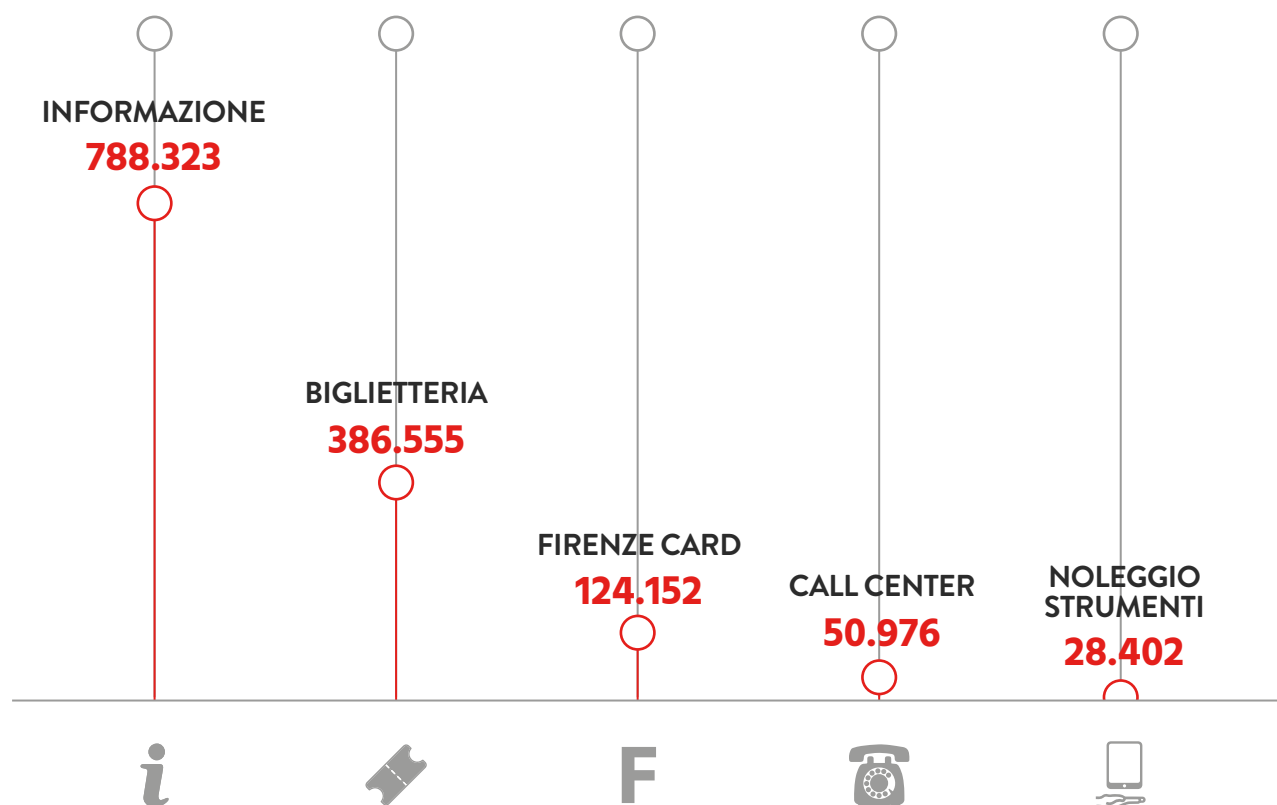 INFORMAZIONE
788.323
BIGLIETTERIA
386.555
FIRENZE CARD
124.152
CALL CENTER
50.976
NOLEGGIO
STRUMENTI
28.402
i
F